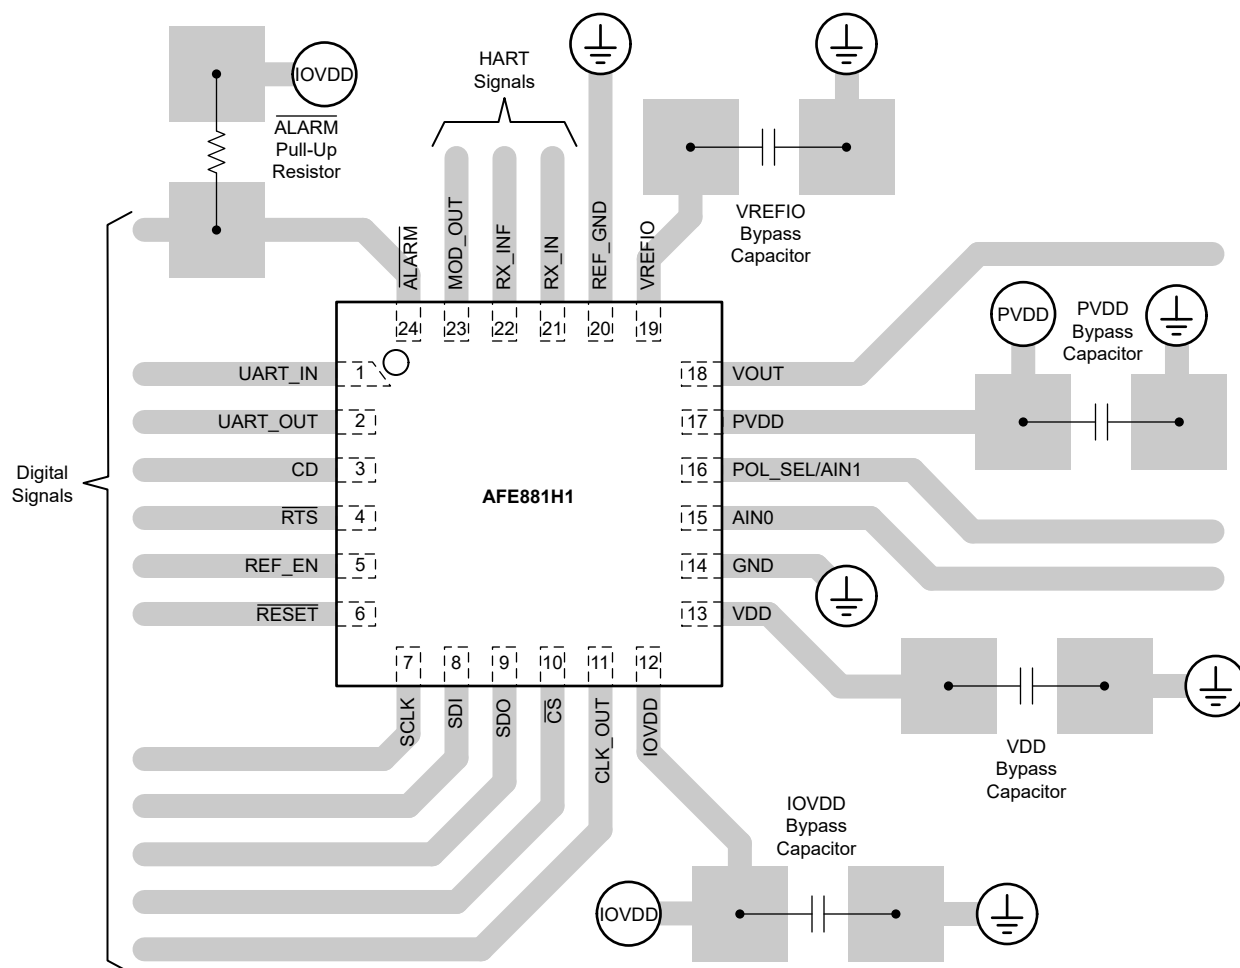 IOVDD
ALARM
Pull-Up
Resistor
HART
Signals
VREFIO
Bypass
Capacitor
ALARM
MOD_OUT
RX_INF
RX_IN
REF_GND
VREFIO
24
23
22
21
20
19
PVDD
PVDD
Bypass
Capacitor
Digital
Signals
UART_IN
1
UART_OUT
2
CD
3
RTS
4
REF_EN
5
RESET
6
AFE881H1
18
VOUT
17
PVDD
16
POL_SEL/AIN1
15
AIN0
14
GND
13
VDD
7
8
9
10
11
12
SCLK
SDI
SDO
CS
CLK_OUT
IOVDD
VDD
Bypass
Capacitor
IOVDD
Bypass
Capacitor
IOVDD